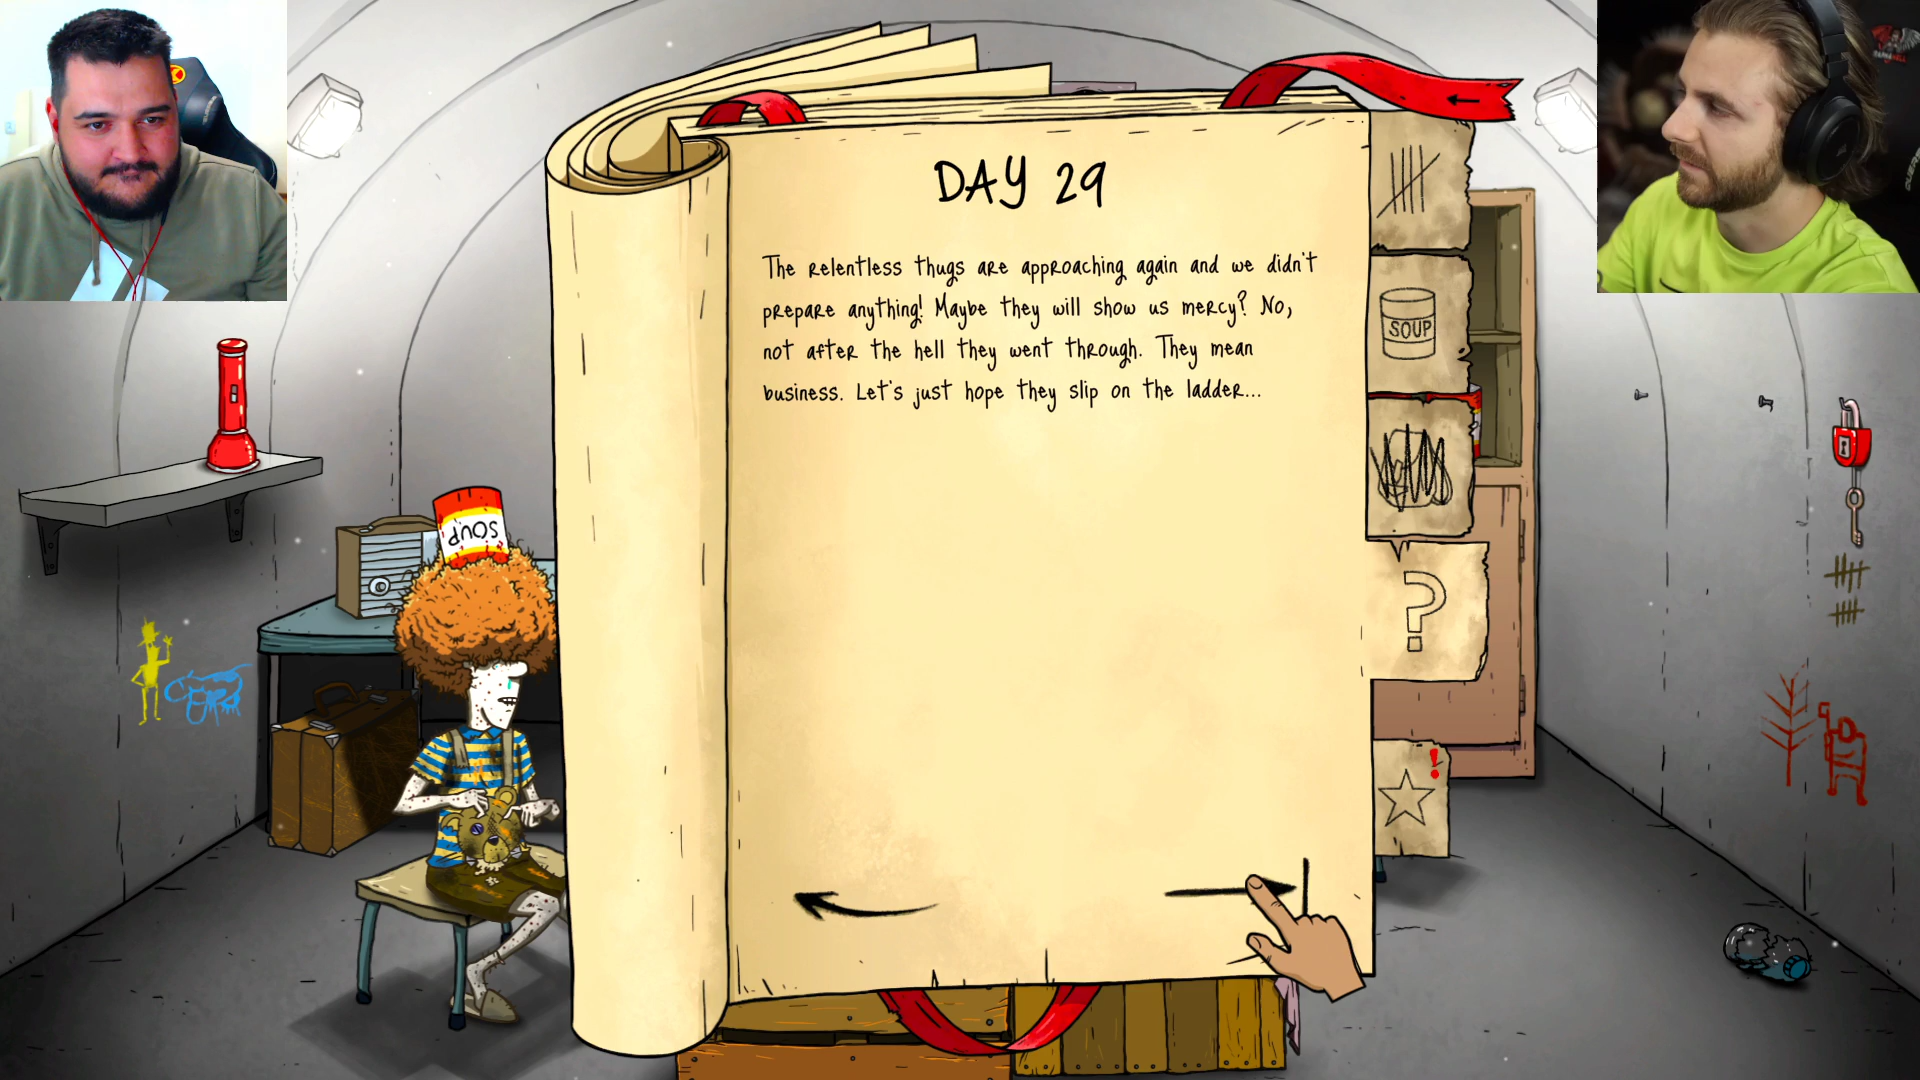 DAY 29
The relentless thugs are approaching again and we didn't
prepare anything! Maybe they will show us mercy? No,
not after the hell they went through. They mean
business. Let's just hope they slip on the ladder...
SOUP
SOUP
?
!